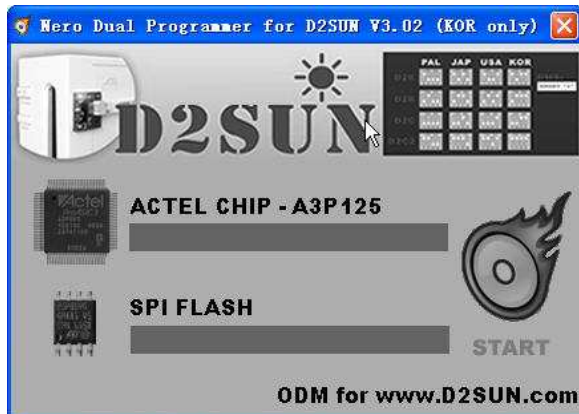 Nero Dual Programmer for D2SUN V3.02 (KOR only)
PAL JAP USA KOR
D2SUN
Actel
ACTEL CHIP - A3P125
SPI FLASH
START
ODM for www.D2SUN.com